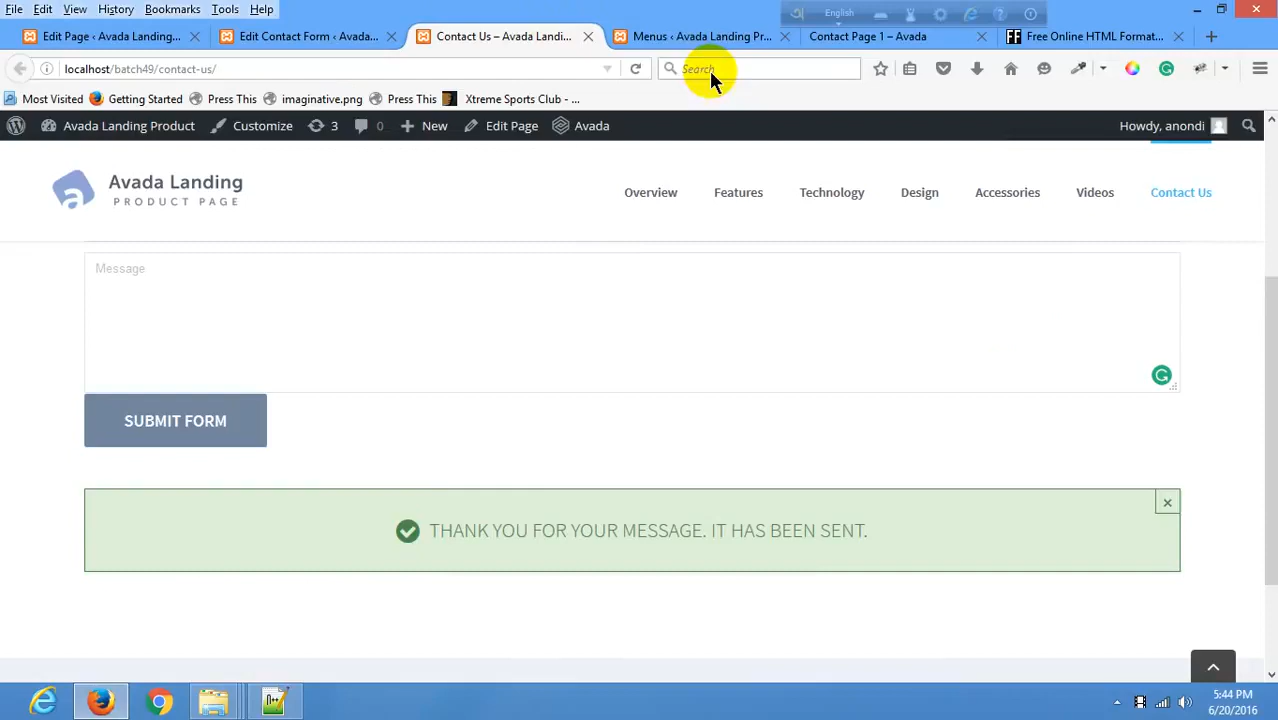 File Edit View History Bookmarks Tools Help
English
Edit Page ‹ Avada Landing... Edit Contact Form ‹ Avada... Contact Us – Avada Landi... Menus ‹ Avada Landing Pr... Contact Page 1 – Avada Free Online HTML Format...
localhost/batch49/contact-us/ Search
Most Visited Getting Started Press This imaginative.png Press This Xtreme Sports Club - ...
Avada Landing Product Customize 3 0 New Edit Page Avada Howdy, anondi
Avada Landing
PRODUCT PAGE
Overview Features Technology Design Accessories Videos Contact Us
Message
SUBMIT FORM
THANK YOU FOR YOUR MESSAGE. IT HAS BEEN SENT.
5:44 PM
6/20/2016